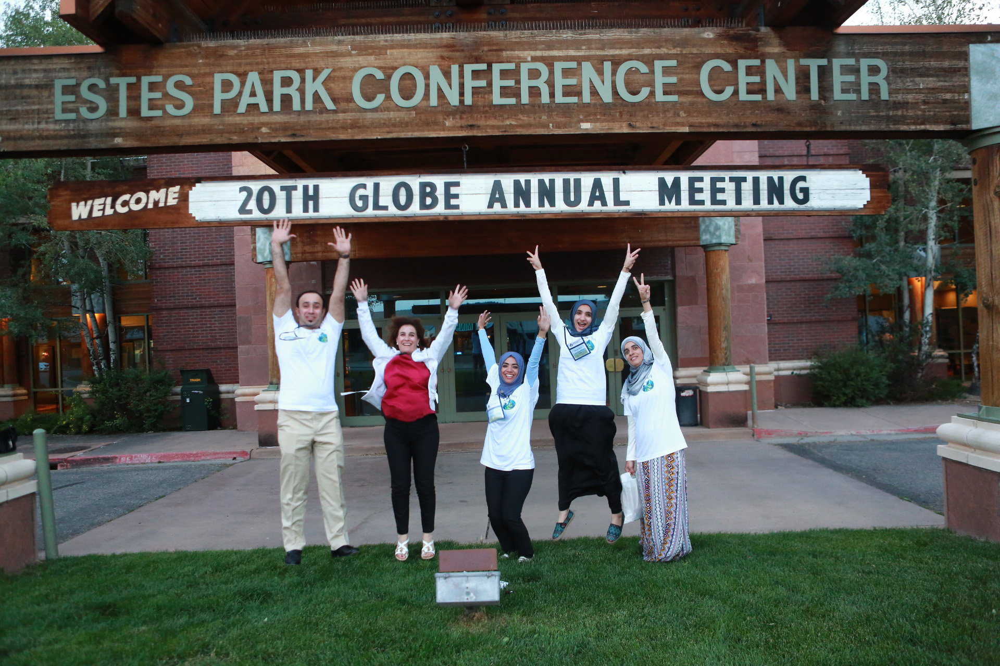 ESTES PARK CONFERENCE CENTER
WELCOME 20TH GLOBE ANNUAL MEETING
TRASH